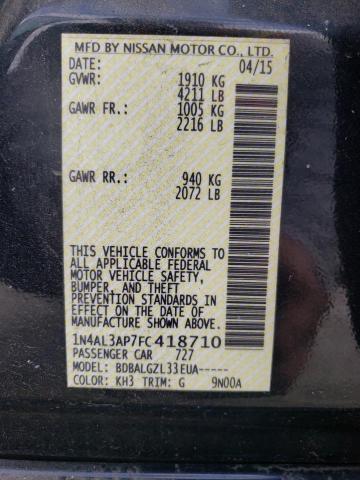 MFD BY NISSAN MOTOR CO., LTD.
DATE: 04/15
GVWR: 1910 KG
4211 LB
GAWR FR.: 1005 KG
2216 LB
GAWR RR.: 940 KG
2072 LB
THIS VEHICLE CONFORMS TO
ALL APPLICABLE FEDERAL
MOTOR VEHICLE SAFETY,
BUMPER, AND THEFT
PREVENTION STANDARDS IN
EFFECT ON THE DATE OF
MANUFACTURE SHOWN ABOVE.
1N4AL3AP7FC418710
PASSENGER CAR 727
MODEL: BDBALGZL33EUA-----
COLOR: KH3 TRIM: G 9N00A